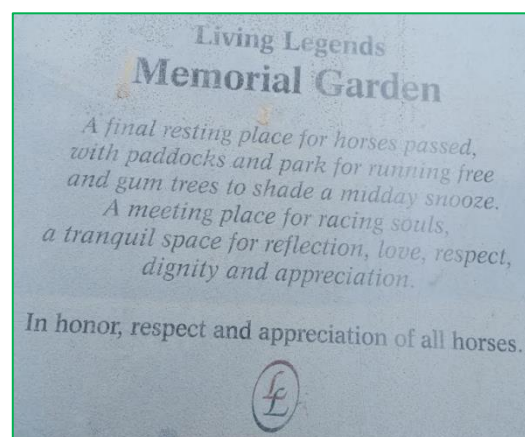 Living Legends
Memorial Garden
A final resting place for horses passed,
with paddocks and park for running free
and gum trees to shade a midday snooze.
A meeting place for racing souls,
a tranquil space for reflection, love, respect,
dignity and appreciation.
In honor, respect and appreciation of all horses.
LL